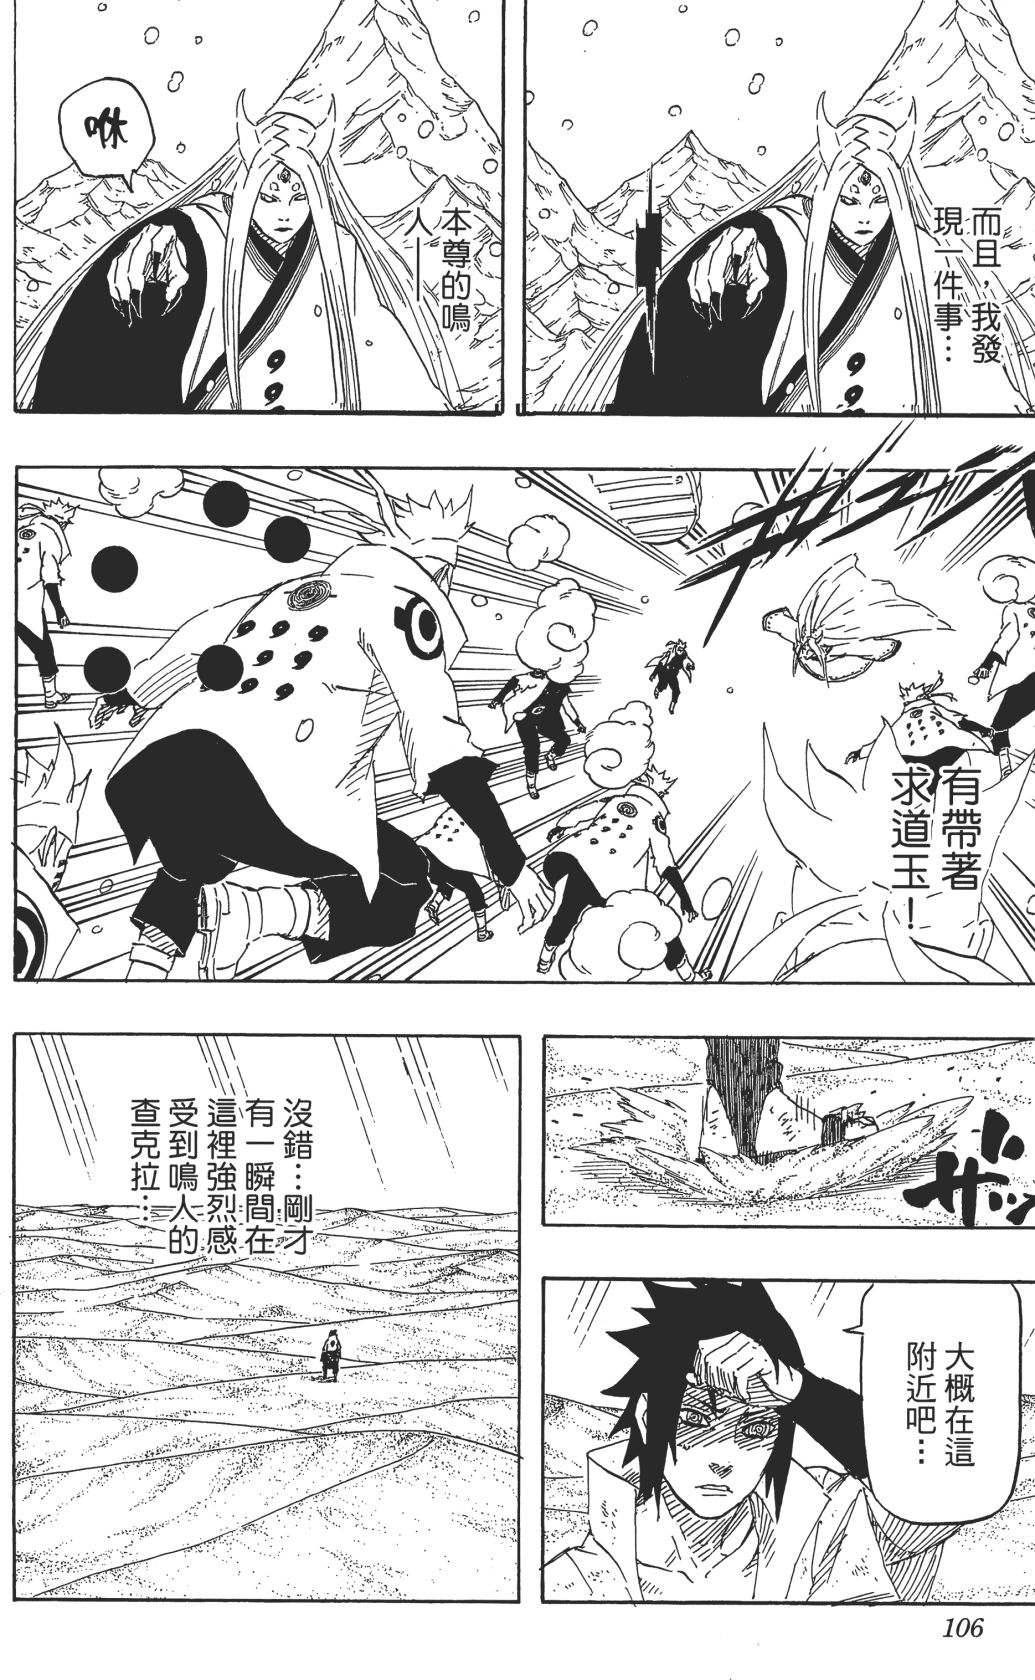 而且，我發
現一件事…
本尊的鳴
人——
咻
有帶著
求道玉！
ザッ
大概在這
附近吧…
沒錯…剛才
有一瞬間在
這裡強烈感
受到鳴人的
查克拉…
106